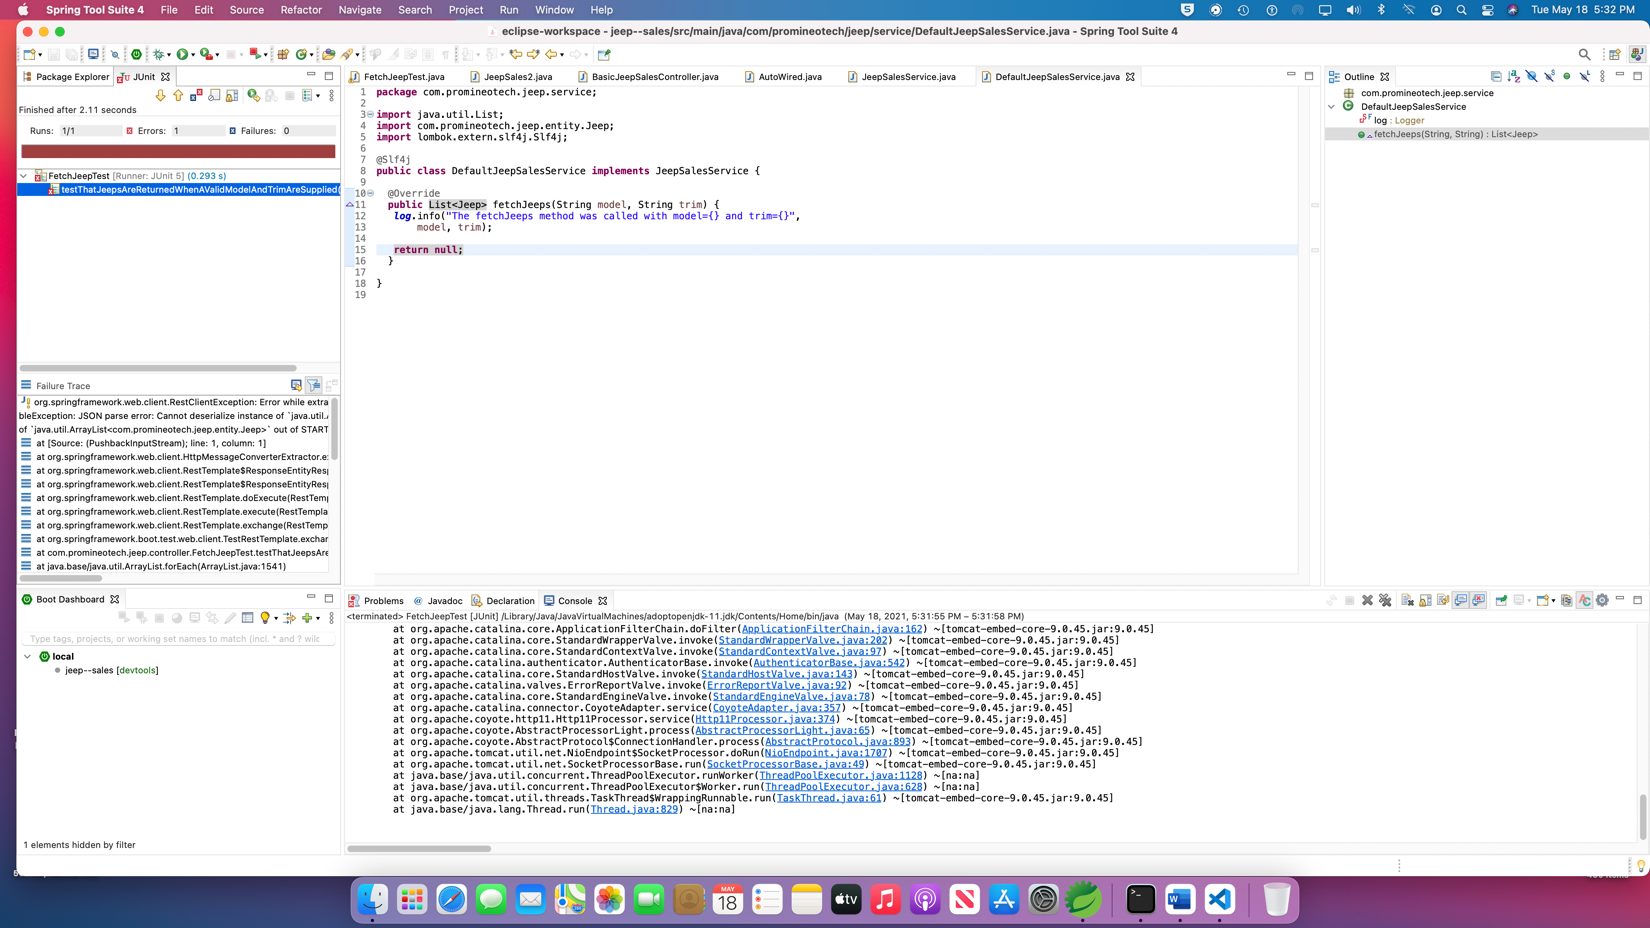 Spring Tool Suite 4 File Edit Source Refactor Navigate Search Project Run Window Help Tue May 18 5:32 PM
eclipse-workspace - jeep--sales/src/main/java/com/promineotech/jeep/service/DefaultJeepSalesService.java - Spring Tool Suite 4
Package Explorer JUnit
Finished after 2.11 seconds
Runs: 1/1 Errors: 1 Failures: 0
FetchJeepTest [Runner: JUnit 5] (0.293 s)
testThatJeepsAreReturnedWhenAValidModelAndTrimAreSupplied(
Failure Trace
org.springframework.web.client.RestClientException: Error while extra
bleException: JSON parse error: Cannot deserialize instance of `java.util.
of `java.util.ArrayList<com.promineotech.jeep.entity.Jeep>` out of START
at [Source: (PushbackInputStream); line: 1, column: 1]
at org.springframework.web.client.HttpMessageConverterExtractor.e
at org.springframework.web.client.RestTemplate$ResponseEntityRes
at org.springframework.web.client.RestTemplate$ResponseEntityRes
at org.springframework.web.client.RestTemplate.doExecute(RestTem
at org.springframework.web.client.RestTemplate.execute(RestTemp
at org.springframework.web.client.RestTemplate.exchange(RestTemp
at org.springframework.boot.test.web.client.TestRestTemplate.exchar
at com.promineotech.jeep.controller.FetchJeepTest.testThatJeepsAre
at java.base/java.util.ArrayList.forEach(ArrayList.java:1541)
Boot Dashboard
Type tags, projects, or working set names to match (incl. * and ? wilc
local
jeep--sales [devtools]
1 elements hidden by filter
FetchJeepTest.java JeepSales2.java BasicJeepSalesController.java AutoWired.java JeepSalesService.java DefaultJeepSalesService.java
1 package com.promineotech.jeep.service;
2
3 import java.util.List;
4 import com.promineotech.jeep.entity.Jeep;
5 import lombok.extern.slf4j.Slf4j;
6
7 @Slf4j
8 public class DefaultJeepSalesService implements JeepSalesService {
9
10 @Override
11 public List<Jeep> fetchJeeps(String model, String trim) {
12 log.info("The fetchJeeps method was called with model={} and trim={}",
13 model, trim);
14
15 return null;
16 }
17
18 }
19
Outline
com.promineotech.jeep.service
DefaultJeepSalesService
log : Logger
fetchJeeps(String, String) : List<Jeep>
Problems Javadoc Declaration Console
<terminated> FetchJeepTest [JUnit] /Library/Java/JavaVirtualMachines/adoptopenjdk-11.jdk/Contents/Home/bin/java (May 18, 2021, 5:31:55 PM – 5:31:58 PM)
at org.apache.catalina.core.ApplicationFilterChain.doFilter(ApplicationFilterChain.java:162) ~[tomcat-embed-core-9.0.45.jar:9.0.45]
at org.apache.catalina.core.StandardWrapperValve.invoke(StandardWrapperValve.java:202) ~[tomcat-embed-core-9.0.45.jar:9.0.45]
at org.apache.catalina.core.StandardContextValve.invoke(StandardContextValve.java:97) ~[tomcat-embed-core-9.0.45.jar:9.0.45]
at org.apache.catalina.authenticator.AuthenticatorBase.invoke(AuthenticatorBase.java:542) ~[tomcat-embed-core-9.0.45.jar:9.0.45]
at org.apache.catalina.core.StandardHostValve.invoke(StandardHostValve.java:143) ~[tomcat-embed-core-9.0.45.jar:9.0.45]
at org.apache.catalina.valves.ErrorReportValve.invoke(ErrorReportValve.java:92) ~[tomcat-embed-core-9.0.45.jar:9.0.45]
at org.apache.catalina.core.StandardEngineValve.invoke(StandardEngineValve.java:78) ~[tomcat-embed-core-9.0.45.jar:9.0.45]
at org.apache.catalina.connector.CoyoteAdapter.service(CoyoteAdapter.java:357) ~[tomcat-embed-core-9.0.45.jar:9.0.45]
at org.apache.coyote.http11.Http11Processor.service(Http11Processor.java:374) ~[tomcat-embed-core-9.0.45.jar:9.0.45]
at org.apache.coyote.AbstractProcessorLight.process(AbstractProcessorLight.java:65) ~[tomcat-embed-core-9.0.45.jar:9.0.45]
at org.apache.coyote.AbstractProtocol$ConnectionHandler.process(AbstractProtocol.java:893) ~[tomcat-embed-core-9.0.45.jar:9.0.45]
at org.apache.tomcat.util.net.NioEndpoint$SocketProcessor.doRun(NioEndpoint.java:1707) ~[tomcat-embed-core-9.0.45.jar:9.0.45]
at org.apache.tomcat.util.net.SocketProcessorBase.run(SocketProcessorBase.java:49) ~[tomcat-embed-core-9.0.45.jar:9.0.45]
at java.base/java.util.concurrent.ThreadPoolExecutor.runWorker(ThreadPoolExecutor.java:1128) ~[na:na]
at java.base/java.util.concurrent.ThreadPoolExecutor$Worker.run(ThreadPoolExecutor.java:628) ~[na:na]
at org.apache.tomcat.util.threads.TaskThread$WrappingRunnable.run(TaskThread.java:61) ~[tomcat-embed-core-9.0.45.jar:9.0.45]
at java.base/java.lang.Thread.run(Thread.java:829) ~[na:na]
MAY
18
tv